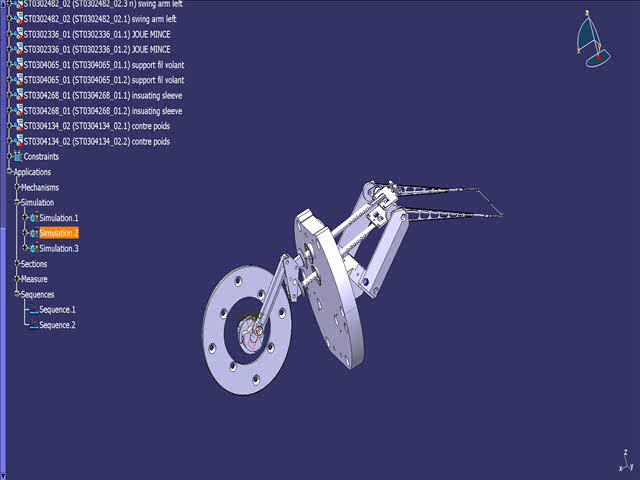 ST0302482_02 (ST0302482_02.3 n) swing arm left
ST0302482_02 (ST0302482_02.2) swing arm left
ST0302336_01 (ST0302336_01.1) JOUE MINCE
ST0302336_01 (ST0302336_01.2) JOUE MINCE
ST0304065_01 (ST0304065_01.1) support fil volant
ST0304065_01 (ST0304065_01.2) support fil volant
ST0304268_01 (ST0304268_01.1) insuating sleeve
ST0304268_01 (ST0304268_01.2) insuating sleeve
ST0304134_02 (ST0304134_02.1) contre poids
ST0304134_02 (ST0304134_02.2) contre poids
Constraints
Applications
Mechanisms
Simulation
Simulation.1
Simulation.2
Simulation.3
Sections
Measure
Sequences
Sequence.1
Sequence.2
z
x y